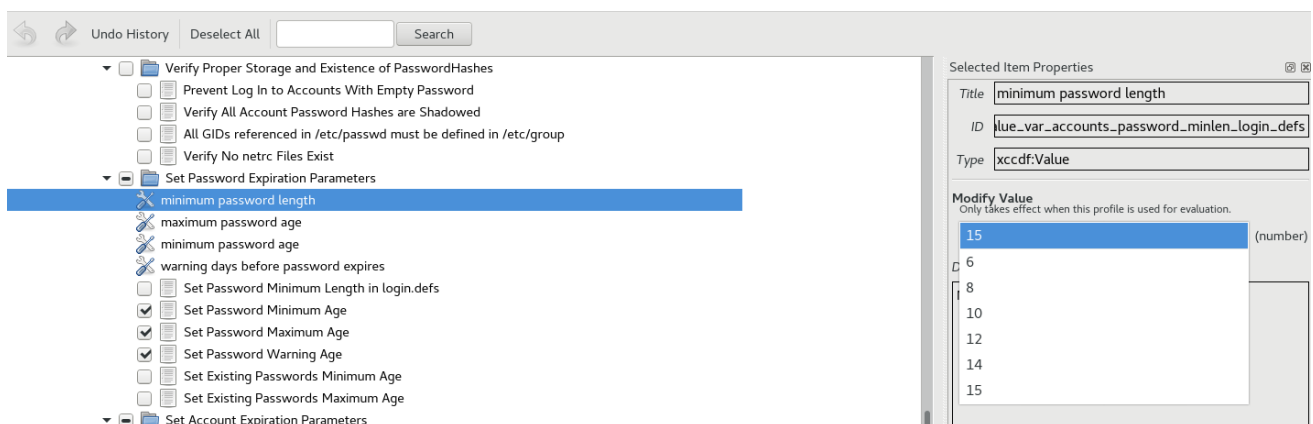 Undo History Deselect All Search
Verify Proper Storage and Existence of PasswordHashes
Prevent Log In to Accounts With Empty Password
Verify All Account Password Hashes are Shadowed
All GIDs referenced in /etc/passwd must be defined in /etc/group
Verify No netrc Files Exist
Set Password Expiration Parameters
minimum password length
maximum password age
minimum password age
warning days before password expires
Set Password Minimum Length in login.defs
Set Password Minimum Age
Set Password Maximum Age
Set Password Warning Age
Set Existing Passwords Minimum Age
Set Existing Passwords Maximum Age
Set Account Expiration Parameters
Selected Item Properties
Title minimum password length
ID lue_var_accounts_password_minlen_login_defs
Type xccdf:Value
Modify Value
Only takes effect when this profile is used for evaluation.
15 (number)
6
8
10
12
14
15